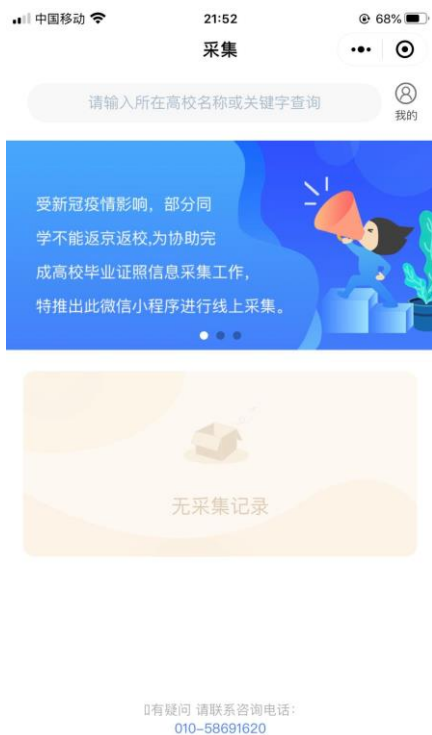 中国移动 21:52 68%
采集
请输入所在高校名称或关键字查询
我的
受新冠疫情影响，部分同
学不能返京返校,为协助完
成高校毕业证照信息采集工作，
特推出此微信小程序进行线上采集。
无采集记录
有疑问 请联系咨询电话：
010-58691620